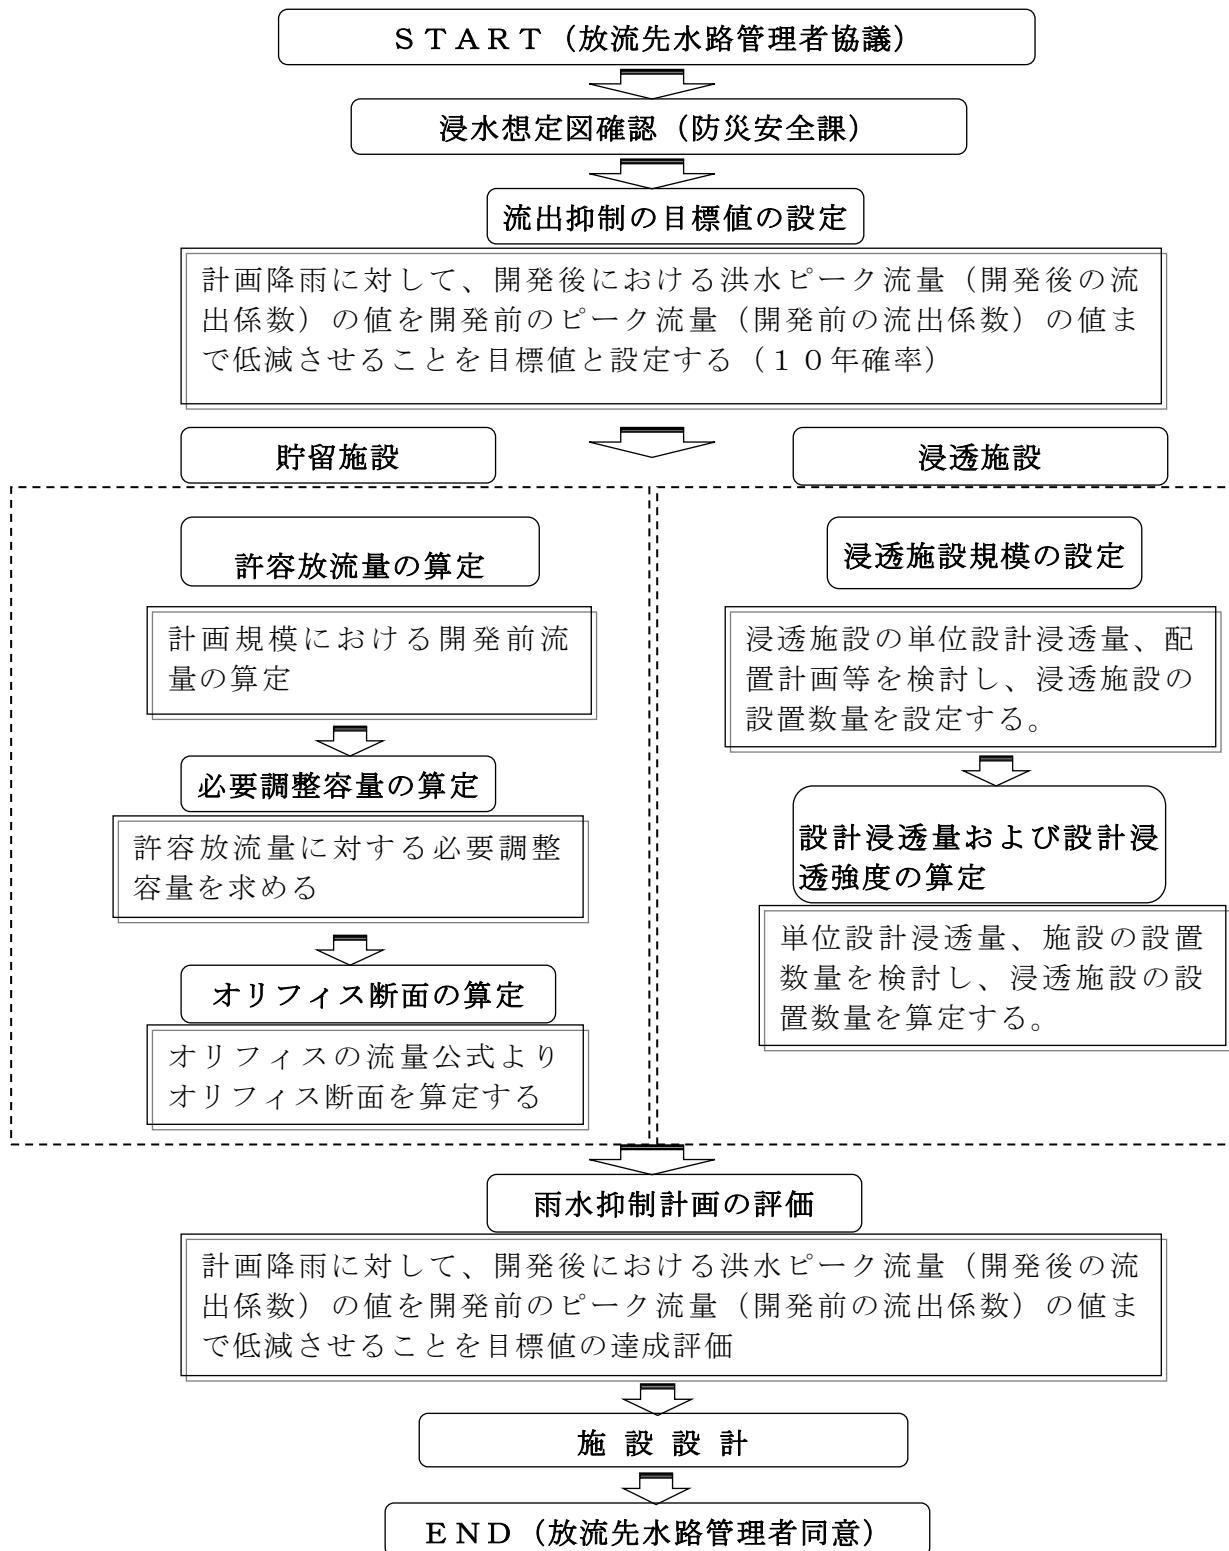 ＳＴＡＲＴ（放流先水路管理者協議）
浸水想定図確認（防災安全課）
流出抑制の目標値の設定
計画降雨に対して、開発後における洪水ピーク流量（開発後の流
出係数）の値を開発前のピーク流量（開発前の流出係数）の値ま
で低減させることを目標値と設定する（１０年確率）
貯留施設
許容放流量の算定
計画規模における開発前流
量の算定
必要調整容量の算定
許容放流量に対する必要調整
容量を求める
オリフィス断面の算定
オリフィスの流量公式より
オリフィス断面を算定する
浸透施設
浸透施設規模の設定
浸透施設の単位設計浸透量、配
置計画等を検討し、浸透施設の
設置数量を設定する。
設計浸透量および設計浸
透強度の算定
単位設計浸透量、施設の設置
数量を検討し、浸透施設の設
置数量を算定する。
雨水抑制計画の評価
計画降雨に対して、開発後における洪水ピーク流量（開発後の流
出係数）の値を開発前のピーク流量（開発前の流出係数）の値ま
で低減させることを目標値の達成評価
施 設 設 計
ＥＮＤ（放流先水路管理者同意）